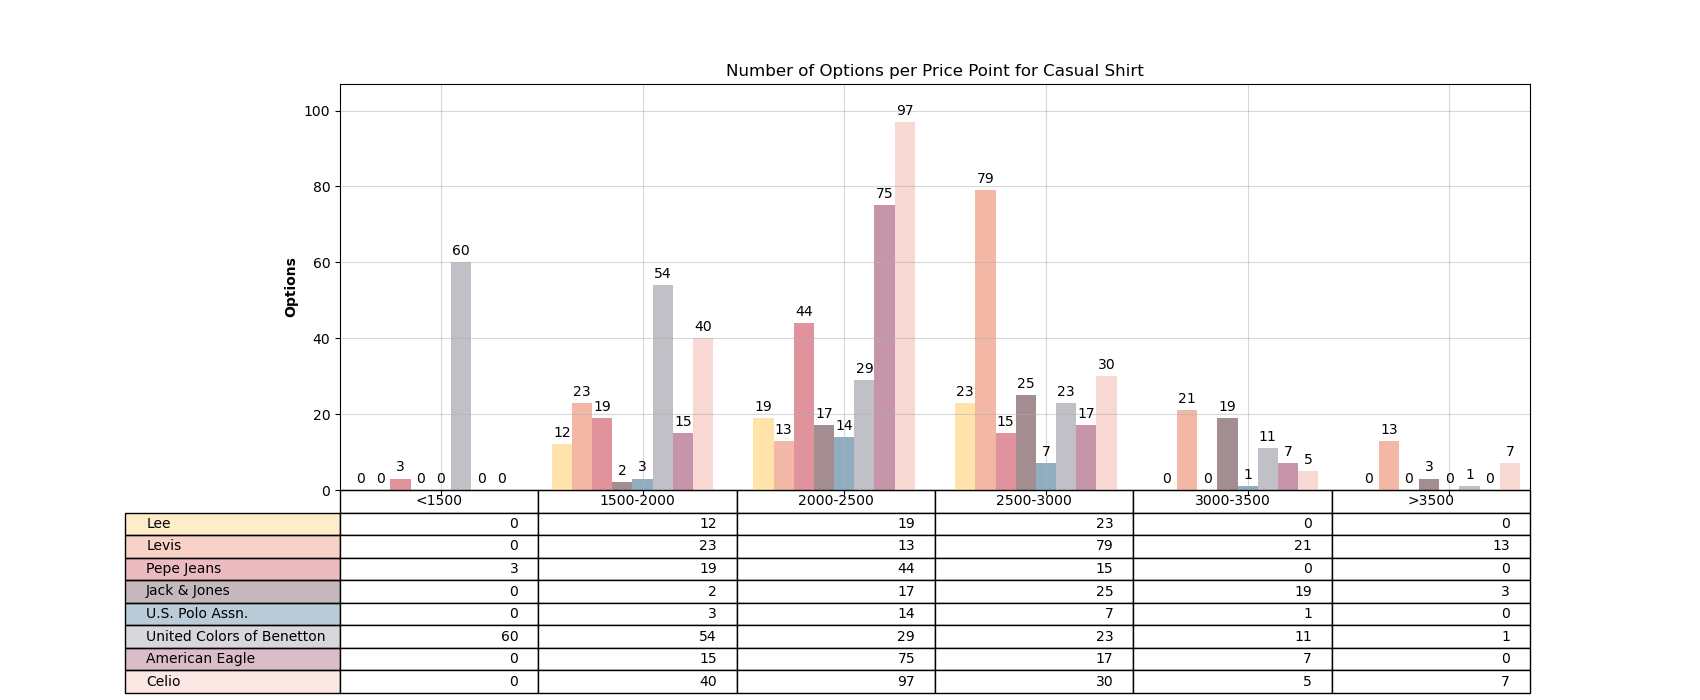 Number of Options per Price Point for Casual Shirt
100
80
60
40
20
0
Options
0 0 3 0 0 60 0 0
12 23 19 2 3 54 15 40
19 13 44 17 14 29 75 97
23 79 15 25 7 23 17 30
0 21 0 19 1 11 7 5
0 13 0 3 0 1 0 7
<1500 1500-2000 2000-2500 2500-3000 3000-3500 >3500
Lee 0 12 19 23 0 0
Levis 0 23 13 79 21 13
Pepe Jeans 3 19 44 15 0 0
Jack & Jones 0 2 17 25 19 3
U.S. Polo Assn. 0 3 14 7 1 0
United Colors of Benetton 60 54 29 23 11 1
American Eagle 0 15 75 17 7 0
Celio 0 40 97 30 5 7